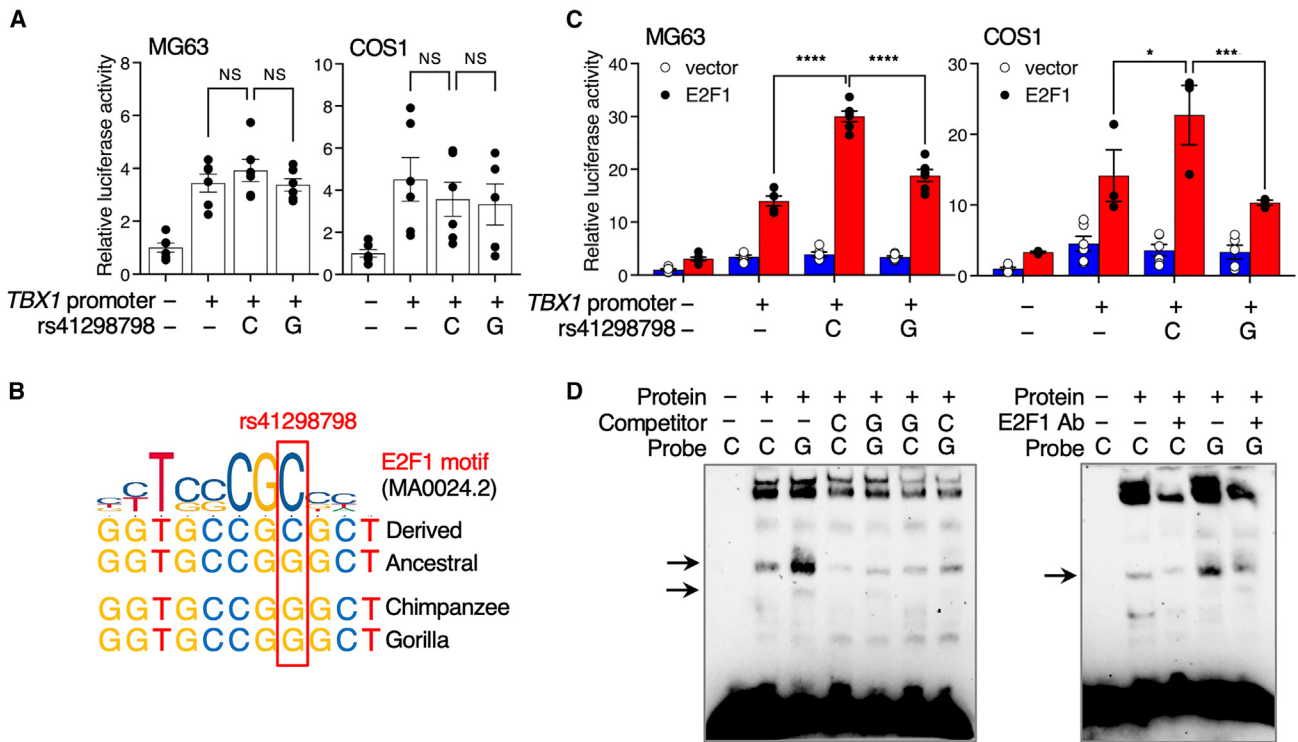 A
MG63
COS1
Relative luciferase activity
8
6
4
2
0
10
8
6
4
2
0
NS NS NS NS
TBX1 promoter – + + + – + + +
rs41298798 – – C G – – C G
B
rs41298798
E2F1 motif
(MA0024.2)
GGTGCCGCGCT Derived
GGTGCCGGGCT Ancestral
GGTGCCGGGCT Chimpanzee
GGTGCCGGGCT Gorilla
C
MG63
COS1
vector
E2F1
vector
E2F1
Relative luciferase activity
40
30
20
10
0
30
20
10
0
**** **** * ***
TBX1 promoter – + + + – + + +
rs41298798 – – C G – – C G
D
Protein – + + + + + +
Competitor – – – C G G C
Probe C C G C G C G
Protein – + + + +
E2F1 Ab – – + – +
Probe C C C G G